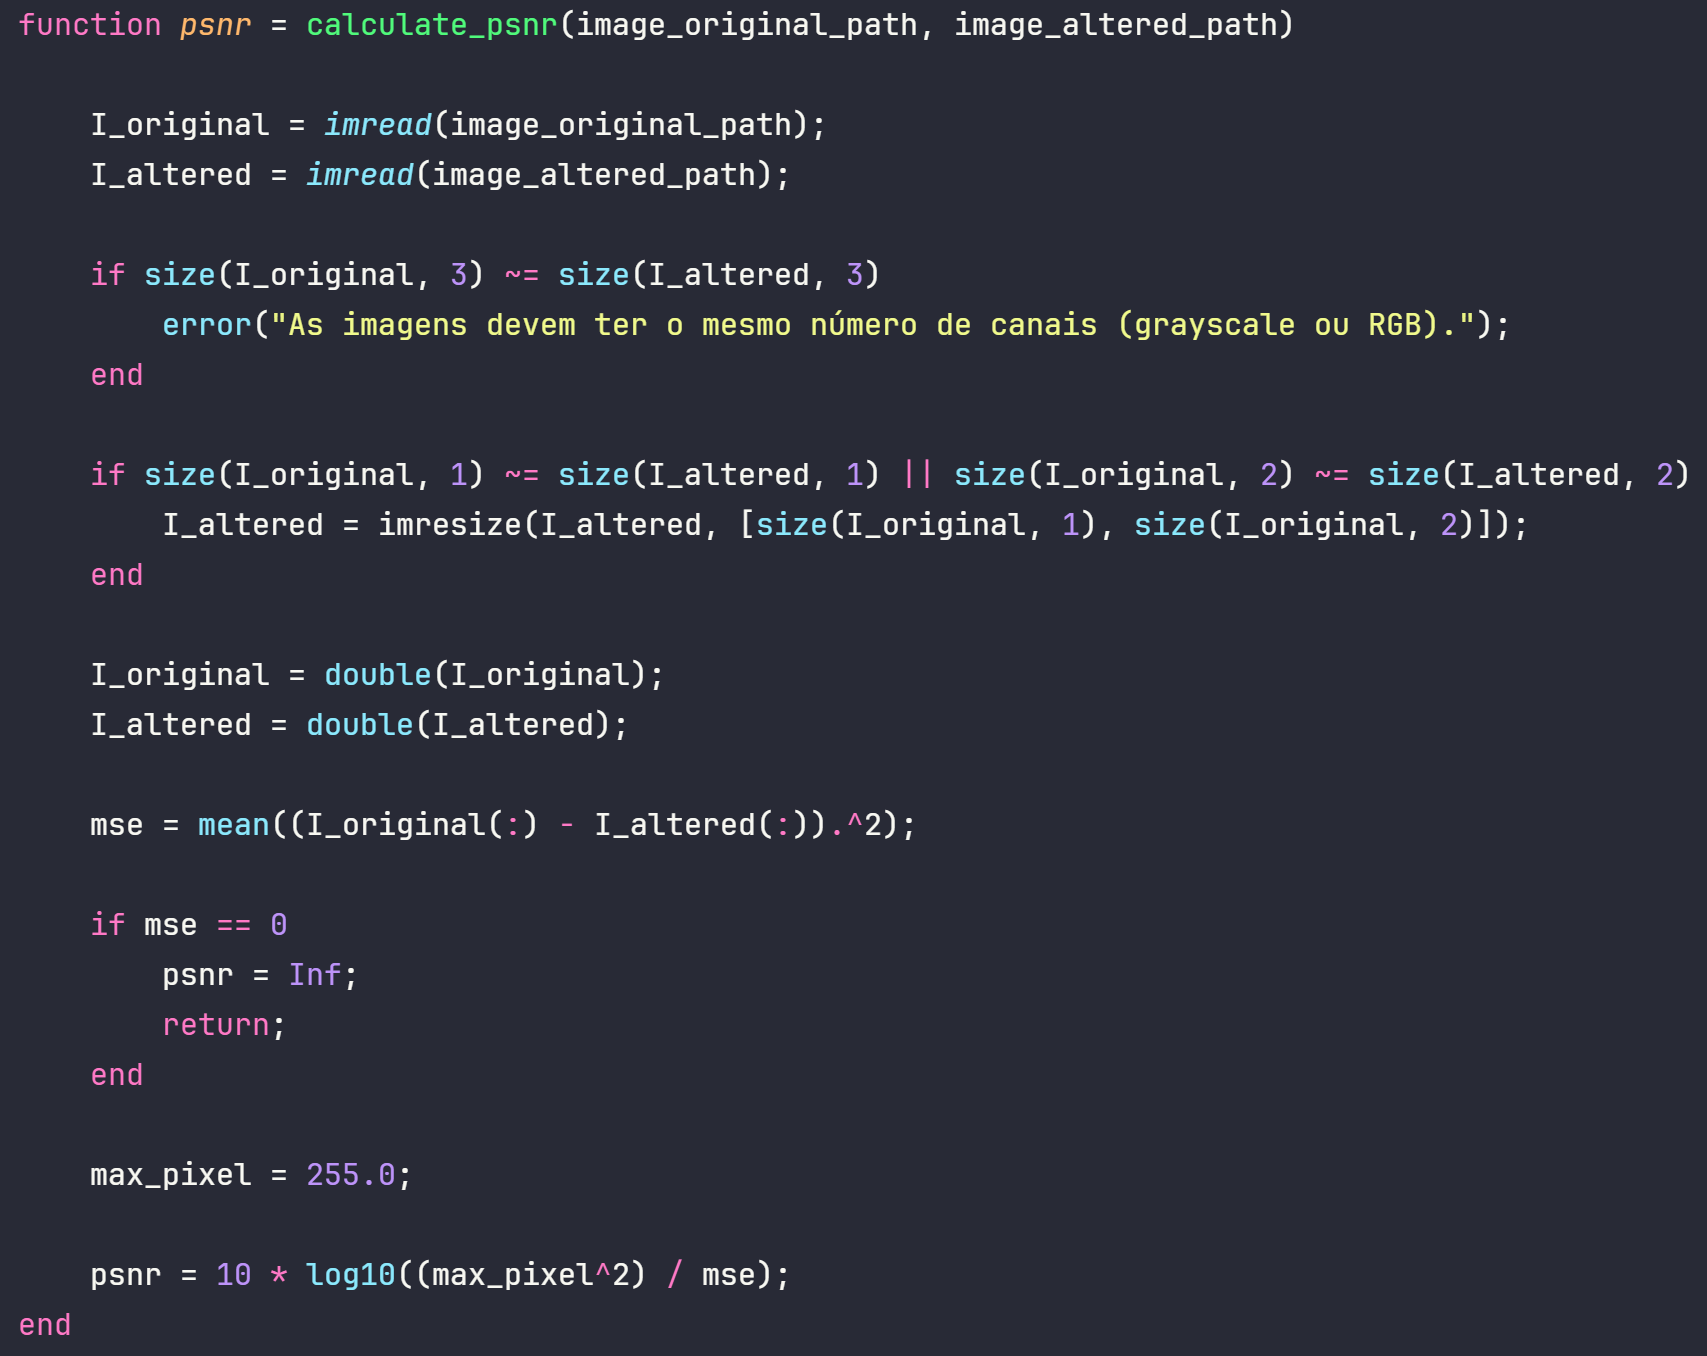 function psnr = calculate_psnr(image_original_path, image_altered_path)
I_original = imread(image_original_path);
I_altered = imread(image_altered_path);
if size(I_original, 3) ~= size(I_altered, 3)
error("As imagens devem ter o mesmo número de canais (grayscale ou RGB).");
end
if size(I_original, 1) ~= size(I_altered, 1) || size(I_original, 2) ~= size(I_altered, 2)
I_altered = imresize(I_altered, [size(I_original, 1), size(I_original, 2)]);
end
I_original = double(I_original);
I_altered = double(I_altered);
mse = mean((I_original(:) - I_altered(:)).^2);
if mse == 0
psnr = Inf;
return;
end
max_pixel = 255.0;
psnr = 10 * log10((max_pixel^2) / mse);
end